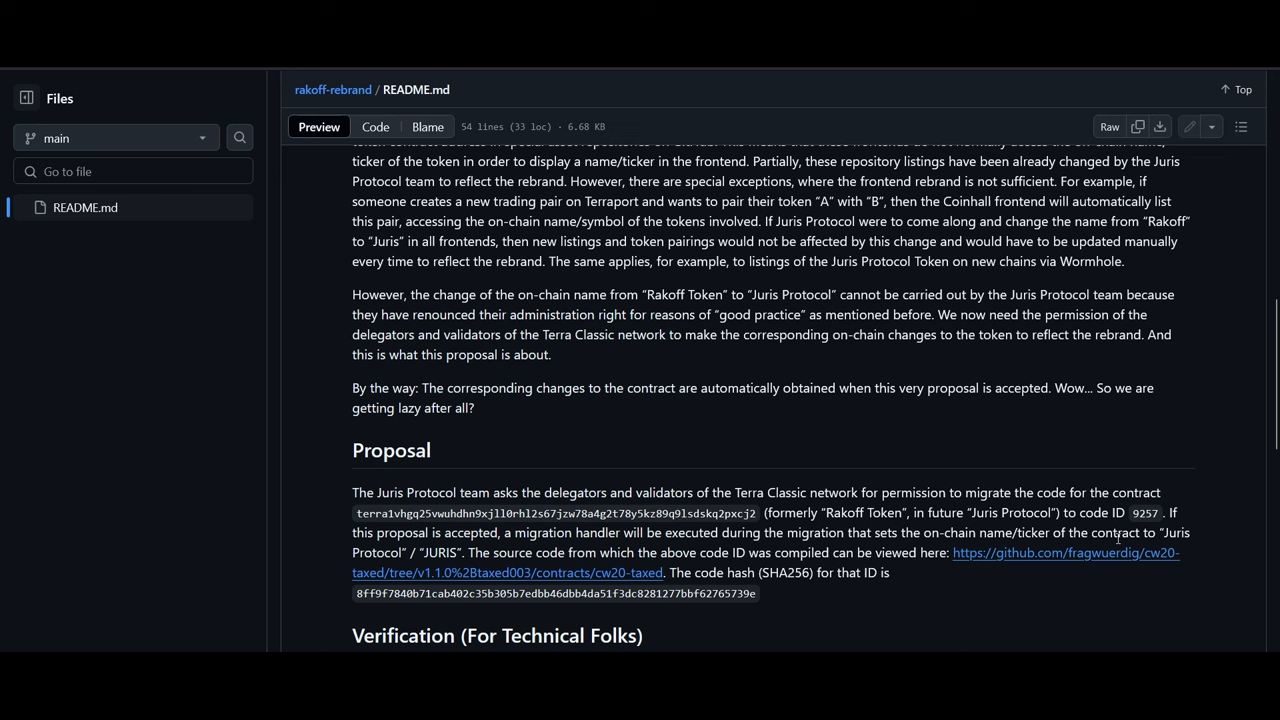 Files
rakoff-rebrand / README.md
Top
main
Preview Code Blame 54 lines (33 loc) · 6.68 KB
Raw
Go to file
README.md
ticker of the token in order to display a name/ticker in the frontend. Partially, these repository listings have been already changed by the Juris
Protocol team to reflect the rebrand. However, there are special exceptions, where the frontend rebrand is not sufficient. For example, if
someone creates a new trading pair on Terraport and wants to pair their token “A” with “B”, then the Coinhall frontend will automatically list
this pair, accessing the on-chain name/symbol of the tokens involved. If Juris Protocol were to come along and change the name from “Rakoff”
to “Juris” in all frontends, then new listings and token pairings would not be affected by this change and would have to be updated manually
every time to reflect the rebrand. The same applies, for example, to listings of the Juris Protocol Token on new chains via Wormhole.
However, the change of the on-chain name from “Rakoff Token” to “Juris Protocol” cannot be carried out by the Juris Protocol team because
they have renounced their administration right for reasons of “good practice” as mentioned before. We now need the permission of the
delegators and validators of the Terra Classic network to make the corresponding on-chain changes to the token to reflect the rebrand. And
this is what this proposal is about.
By the way: The corresponding changes to the contract are automatically obtained when this very proposal is accepted. Wow... So we are
getting lazy after all?
Proposal
The Juris Protocol team asks the delegators and validators of the Terra Classic network for permission to migrate the code for the contract
terra1vhgq25vwuhdhn9xjll0rhl2s67jzw78a4g2t78y5kz89q9lsdskq2pxcj2 (formerly “Rakoff Token”, in future “Juris Protocol”) to code ID 9257. If
this proposal is accepted, a migration handler will be executed during the migration that sets the on-chain name/ticker of the contract to “Juris
Protocol” / “JURIS”. The source code from which the above code ID was compiled can be viewed here: https://github.com/fragwuerdig/cw20-
taxed/tree/v1.1.0%2Btaxed003/contracts/cw20-taxed. The code hash (SHA256) for that ID is
8ff9f7840b71cab402c35b305b7edbb46dbb4da51f3dc8281277bbf62765739e
Verification (For Technical Folks)